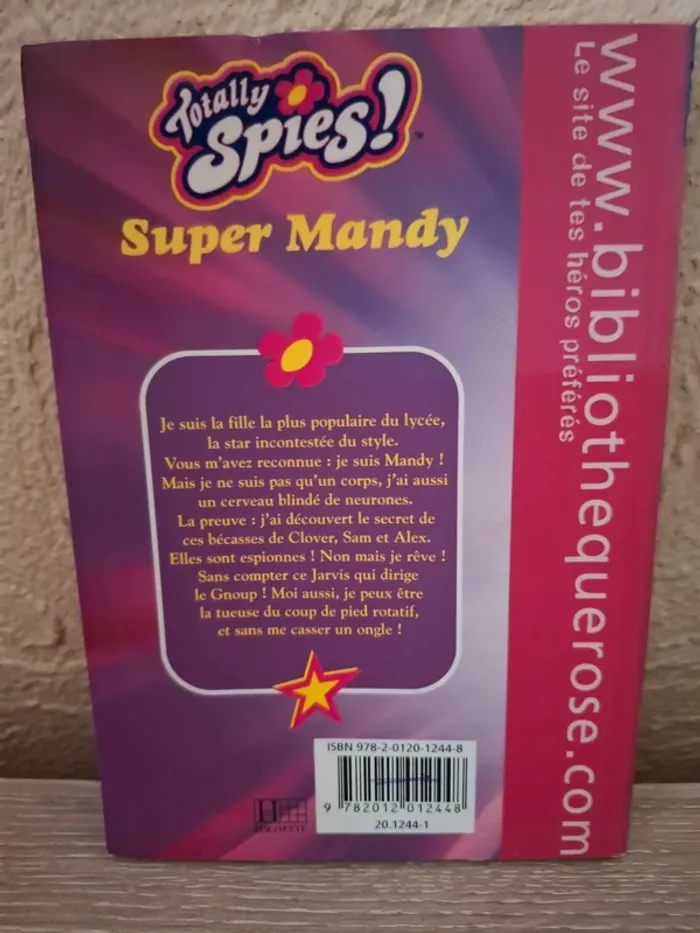 Totally
Spies!
™
Super Mandy
Je suis la fille la plus populaire du lycée,
la star incontestée du style.
Vous m'avez reconnue : je suis Mandy !
Mais je ne suis pas qu'un corps, j'ai aussi
un cerveau blindé de neurones.
La preuve : j'ai découvert le secret de
ces bécasses de Clover, Sam et Alex.
Elles sont espionnes ! Non mais je rêve !
Sans compter ce Jarvis qui dirige
le Gnoup ! Moi aussi, je peux être
la tueuse du coup de pied rotatif,
et sans me casser un ongle !
ISBN 978-2-0120-1244-8
9 782012 012448
20.1244-1
H
HACHETTE
www.bibliothequerose.com
Le site de tes héros préférés